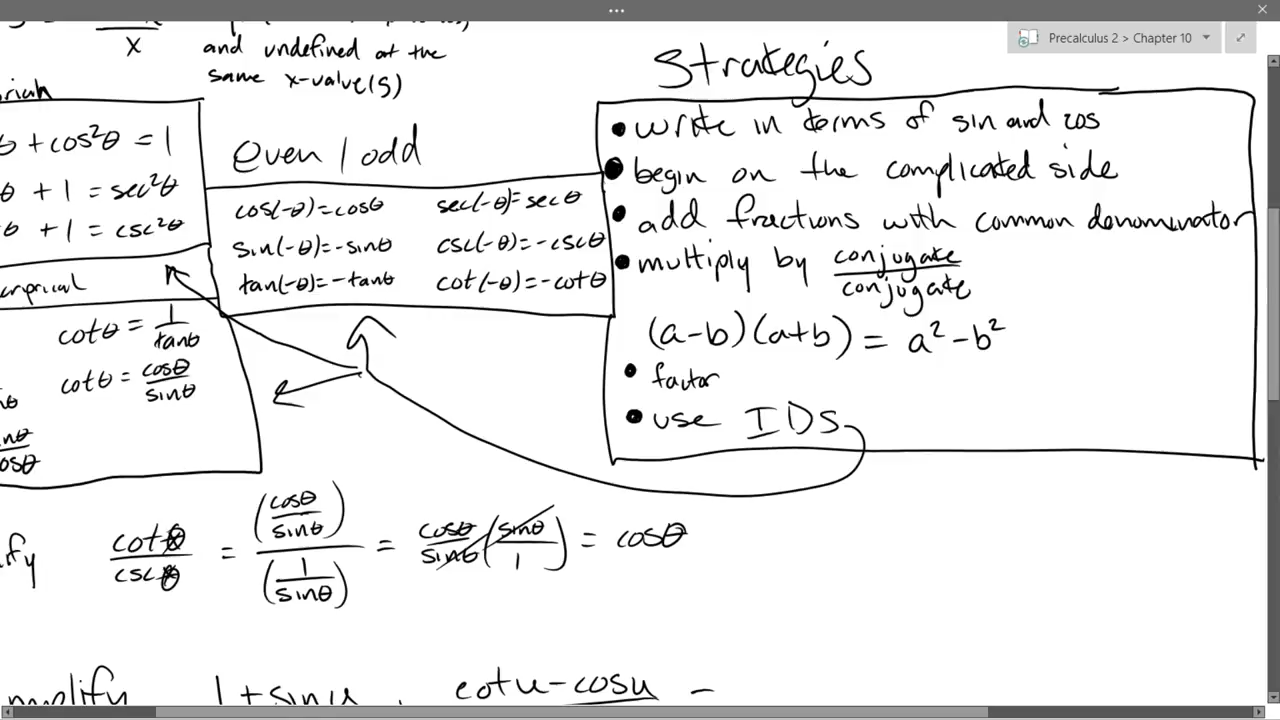 Precalculus 2 > Chapter 10
x
and undefined at the
same x-value(s)
θ + cos²θ = 1
θ + 1 = sec²θ
θ + 1 = csc²θ
cotθ = 1/tanθ
cotθ = cosθ/sinθ
even / odd
cos(-θ)=cosθ sec(-θ)=secθ
sin(-θ)=-sinθ csc(-θ)=-cscθ
tan(-θ)=-tanθ cot(-θ)=-cotθ
Strategies
• write in terms of sin and cos
• begin on the complicated side
• add fractions with common denominator
• multiply by conjugate/conjugate
(a-b)(a+b) = a²-b²
• factor
• use IDs
cotθ/cscθ = (cosθ/sinθ)/(1/sinθ) = cosθ/sinθ (sinθ/1) = cosθ
1+sinu cotu-cosu =